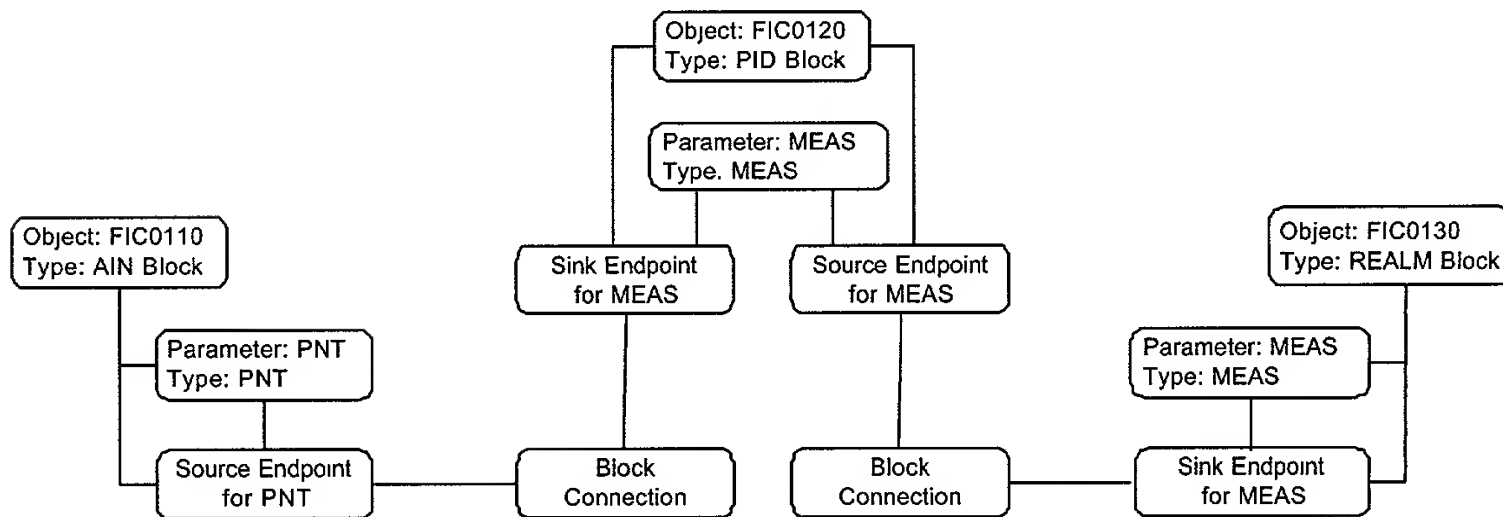 Object: FIC0120
Type: PID Block
Parameter: MEAS
Type. MEAS
Object: FIC0110
Type: AIN Block
Sink Endpoint
for MEAS
Source Endpoint
for MEAS
Object: FIC0130
Type: REALM Block
Parameter: PNT
Type: PNT
Parameter: MEAS
Type: MEAS
Source Endpoint
for PNT
Block
Connection
Block
Connection
Sink Endpoint
for MEAS